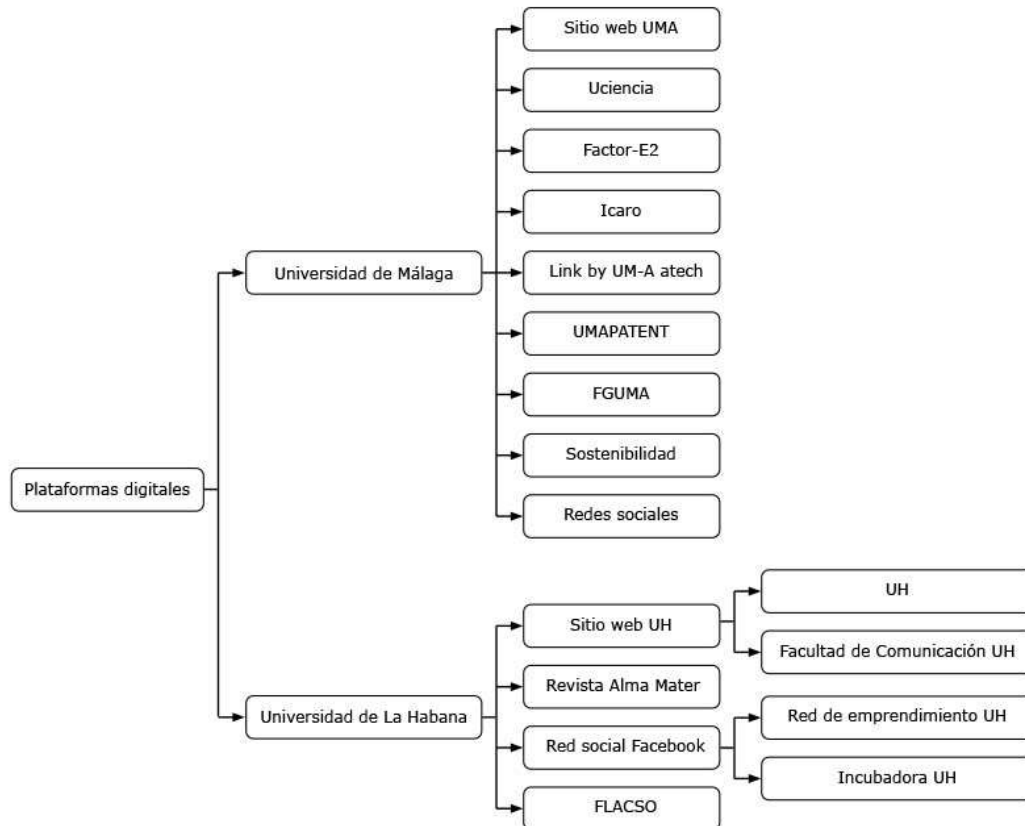 Plataformas digitales
Universidad de Málaga
Sitio web UMA
Uciencia
Factor-E2
Icaro
Link by UM-A atech
UMAPATENT
FGUMA
Sostenibilidad
Redes sociales
Universidad de La Habana
Sitio web UH
UH
Facultad de Comunicación UH
Revista Alma Mater
Red social Facebook
Red de emprendimiento UH
Incubadora UH
FLACSO